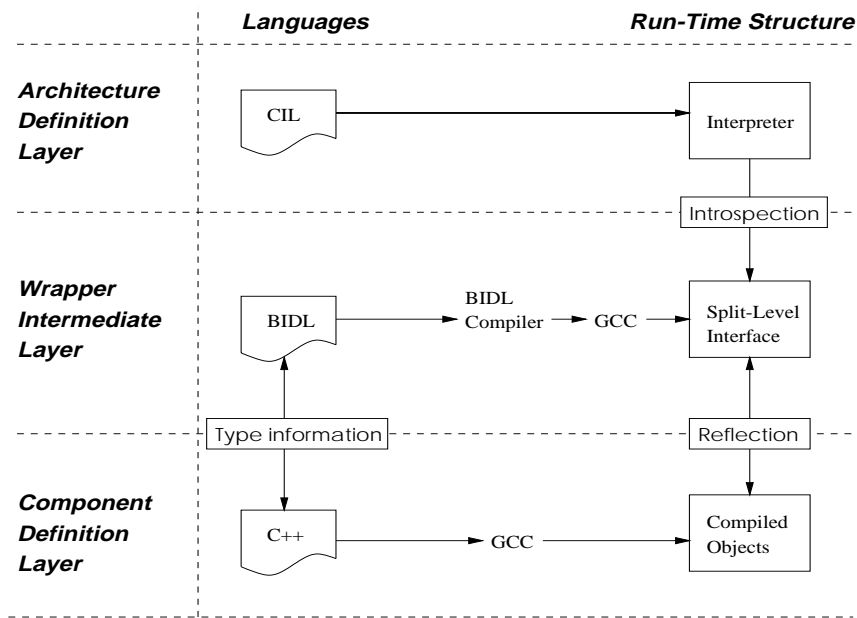 Languages
Run-Time Structure
Architecture
Definition
Layer
CIL
Interpreter
Introspection
Wrapper
Intermediate
Layer
BIDL
BIDL
Compiler
GCC
Split-Level
Interface
Type information
Reflection
Component
Definition
Layer
C++
GCC
Compiled
Objects